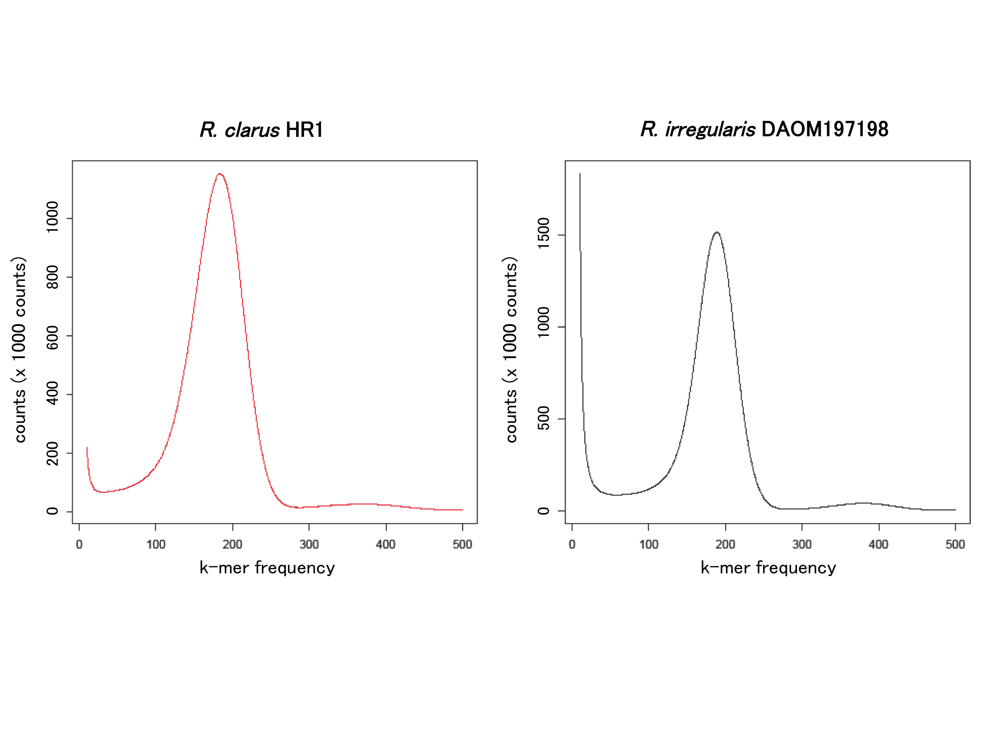 R. clarus HR1
counts (x 1000 counts)
1000
800
600
400
200
0
0 100 200 300 400 500
k-mer frequency
R. irregularis DAOM197198
counts (x 1000 counts)
1500
1000
500
0
0 100 200 300 400 500
k-mer frequency